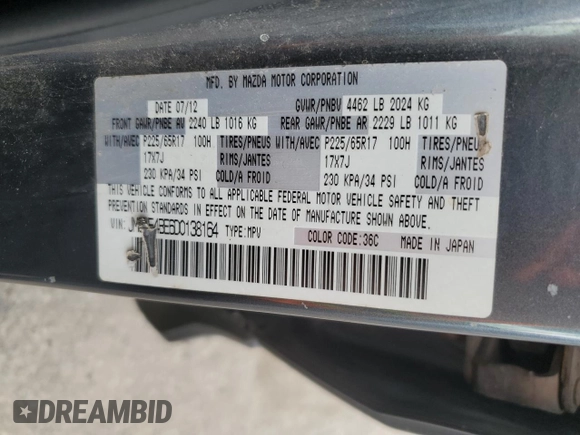 MFD. BY MAZDA MOTOR CORPORATION
DATE 07/12 GVWR/PNBV 4462 LB 2024 KG
FRONT GAWR/PNBE AV 2240 LB 1016 KG REAR GAWR/PNBE AR 2229 LB 1011 KG
WITH/AVEC P225/65R17 100H TIRES/PNEUS WITH/AVEC P225/65R17 100H TIRES/PNEUS
17X7J RIMS/JANTES 17X7J RIMS/JANTES
230 KPA/34 PSI COLD/A FROID 230 KPA/34 PSI COLD/A FROID
THIS VEHICLE CONFORMS TO ALL APPLICABLE FEDERAL MOTOR VEHICLE SAFETY AND THEFT
PREVENTION STANDARDS IN EFFECT ON THE DATE OF MANUFACTURE SHOWN ABOVE.
VIN: TYPE: MPV COLOR CODE: 36C MADE IN JAPAN
DREAMBID